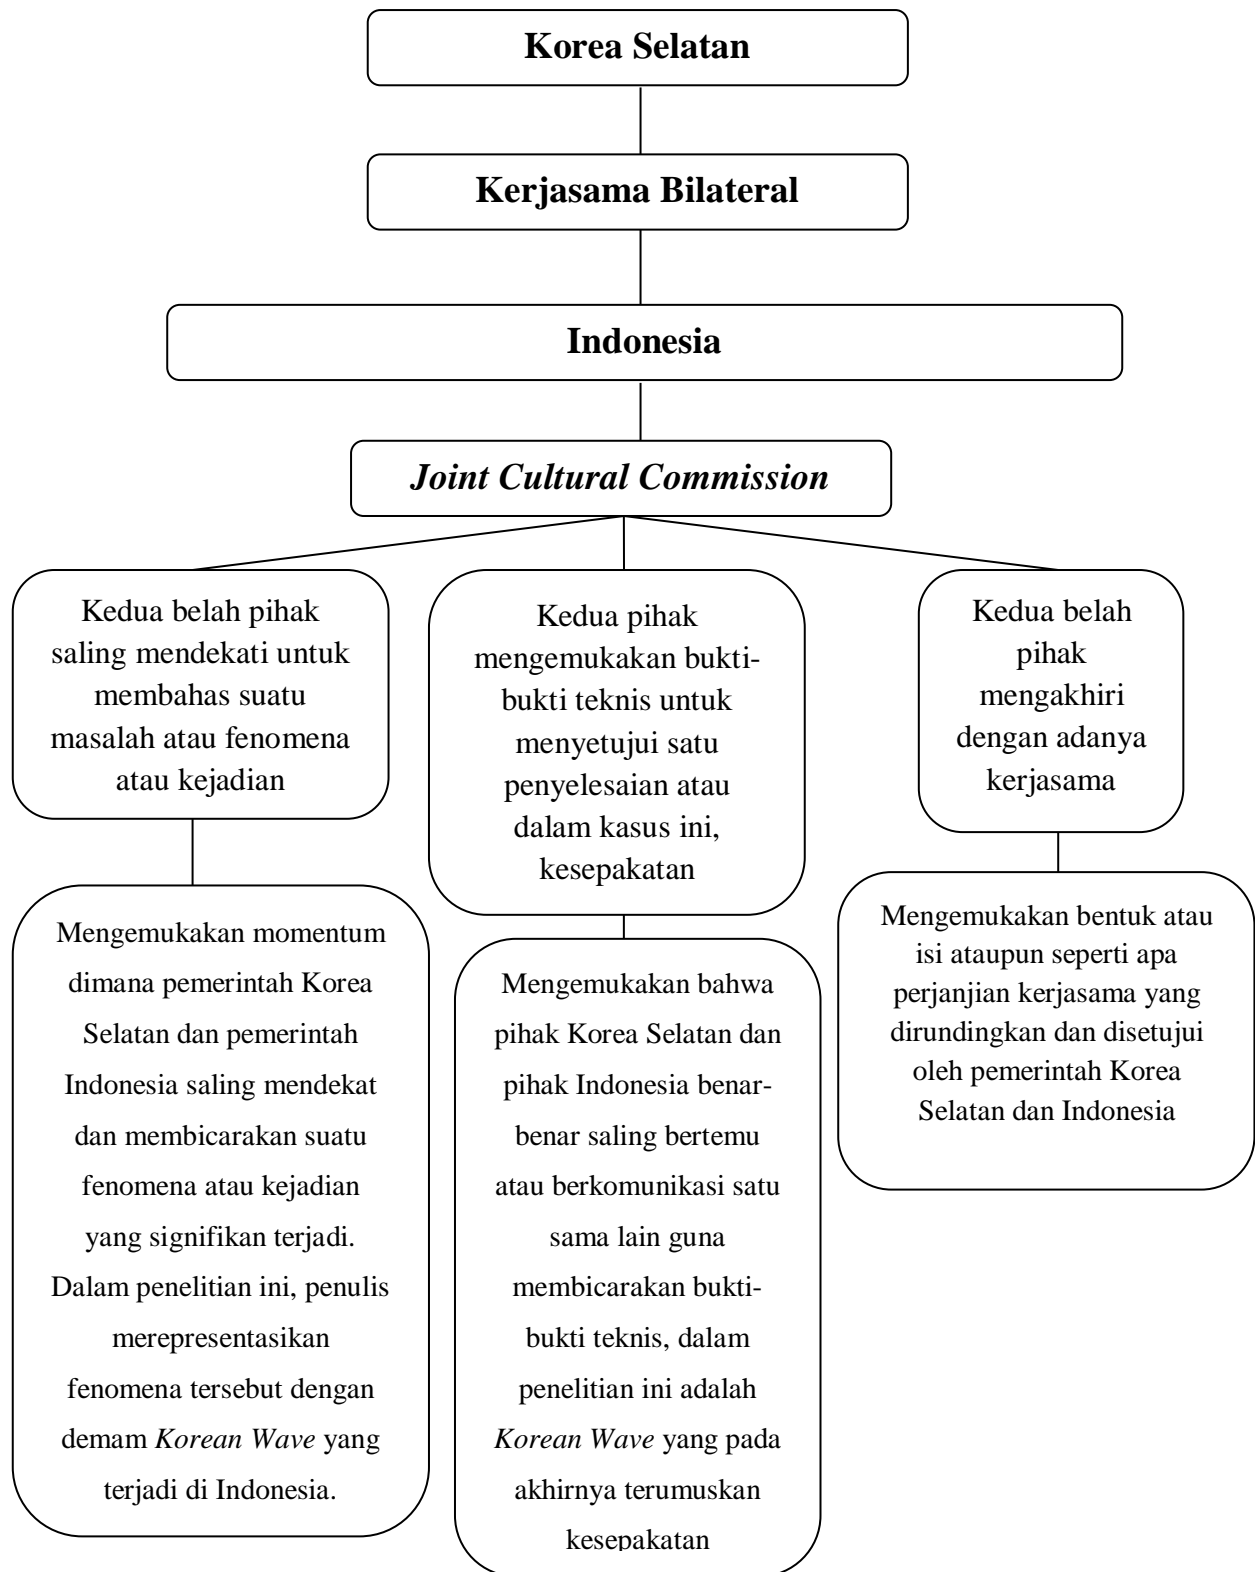 Korea Selatan
Kerjasama Bilateral
Indonesia
Joint Cultural Commission
Kedua belah pihak
saling mendekati untuk
membahas suatu
masalah atau fenomena
atau kejadian
Kedua pihak
mengemukakan bukti-
bukti teknis untuk
menyetujui satu
penyelesaian atau
dalam kasus ini,
kesepakatan
Kedua belah
pihak
mengakhiri
dengan adanya
kerjasama
Mengemukakan momentum
dimana pemerintah Korea
Selatan dan pemerintah
Indonesia saling mendekat
dan membicarakan suatu
fenomena atau kejadian
yang signifikan terjadi.
Dalam penelitian ini, penulis
merepresentasikan
fenomena tersebut dengan
demam Korean Wave yang
terjadi di Indonesia.
Mengemukakan bahwa
pihak Korea Selatan dan
pihak Indonesia benar-
benar saling bertemu
atau berkomunikasi satu
sama lain guna
membicarakan bukti-
bukti teknis, dalam
penelitian ini adalah
Korean Wave yang pada
akhirnya terumuskan
kesepakatan
Mengemukakan bentuk atau
isi ataupun seperti apa
perjanjian kerjasama yang
dirundingkan dan disetujui
oleh pemerintah Korea
Selatan dan Indonesia